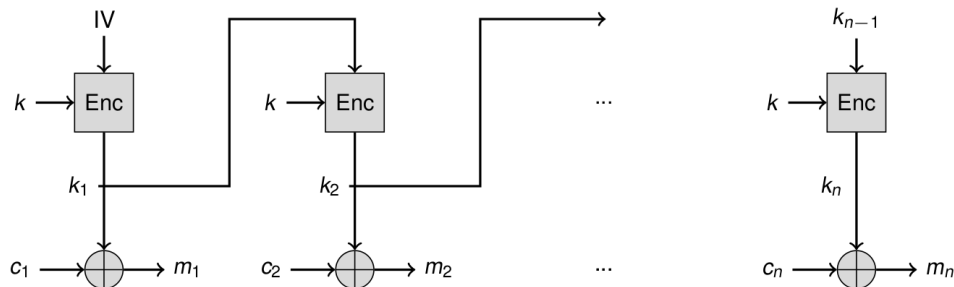 IV
k_{n-1}
k Enc k Enc ... k Enc
k_1 k_2 k_n
c_1 m_1 c_2 m_2 ... c_n m_n